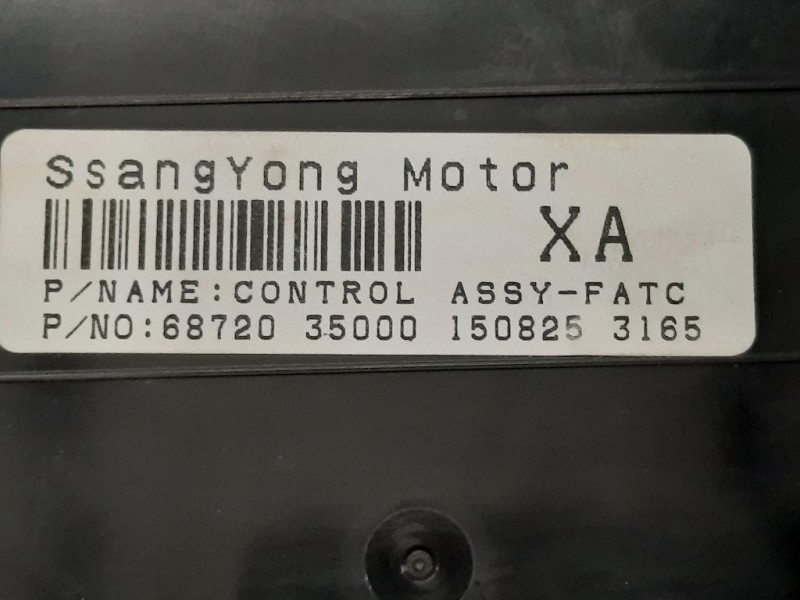 SsangYong Motor
XA
P/NAME:CONTROL ASSY-FATC
P/NO:68720 35000 150825 3165